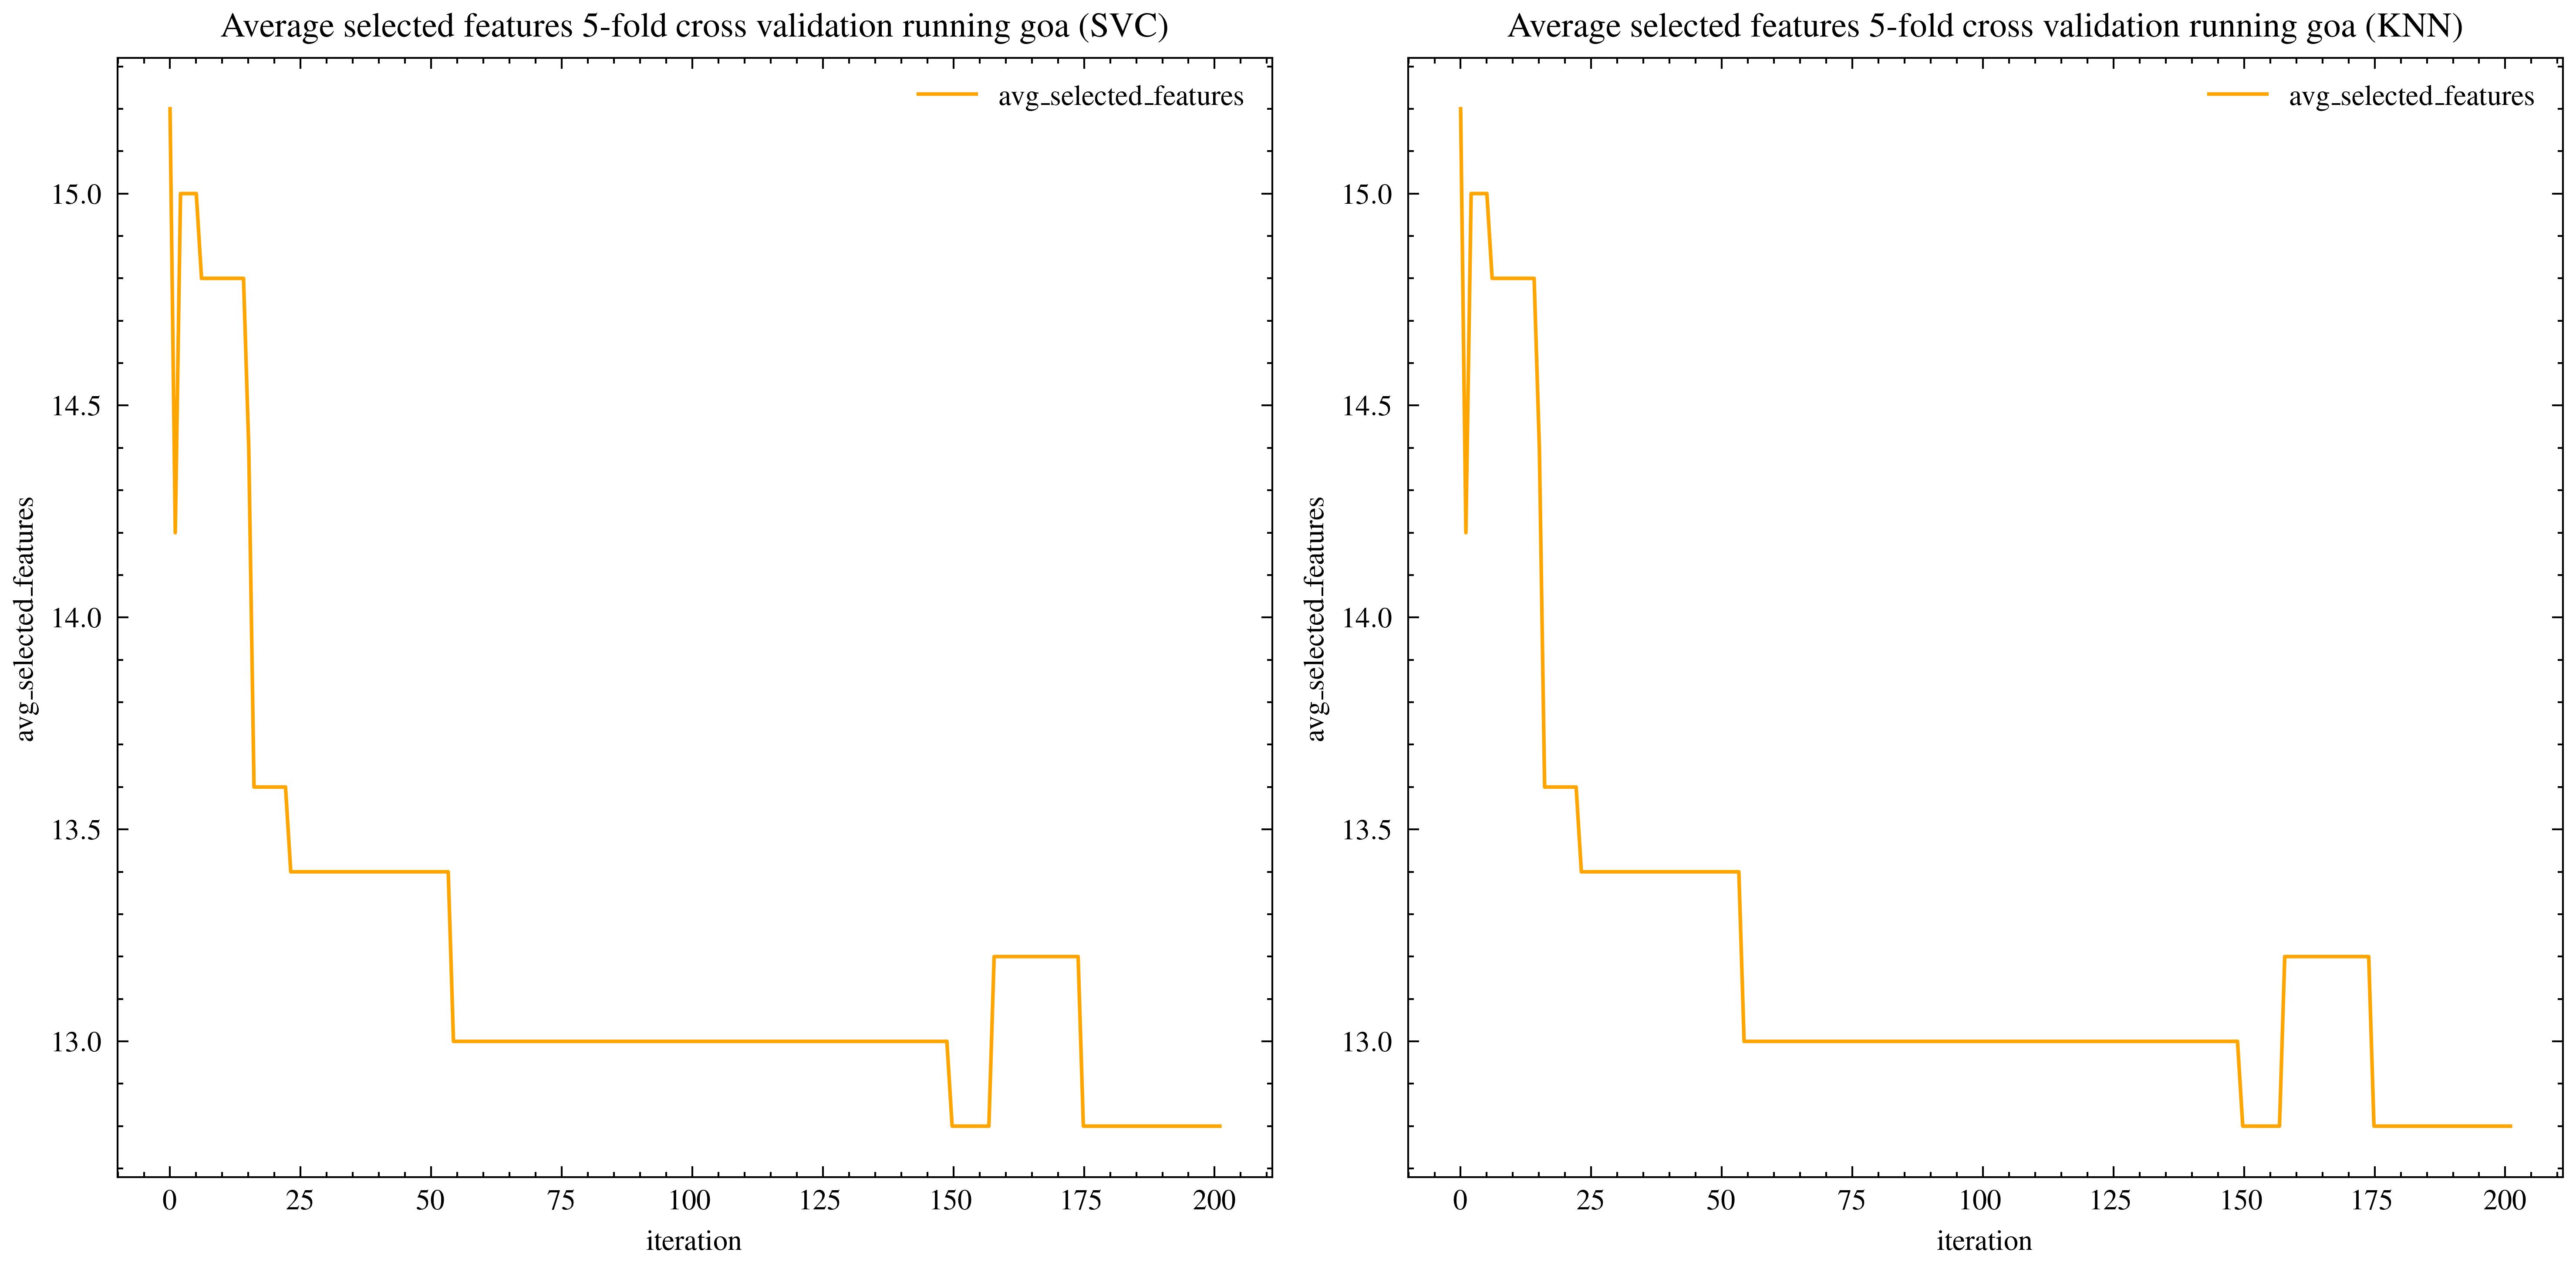 Average selected features 5-fold cross validation running goa (SVC)
avg_selected_features
15.0
14.5
14.0
13.5
13.0
avg_selected_features
0 25 50 75 100 125 150 175 200
iteration
Average selected features 5-fold cross validation running goa (KNN)
avg_selected_features
15.0
14.5
14.0
13.5
13.0
avg_selected_features
0 25 50 75 100 125 150 175 200
iteration